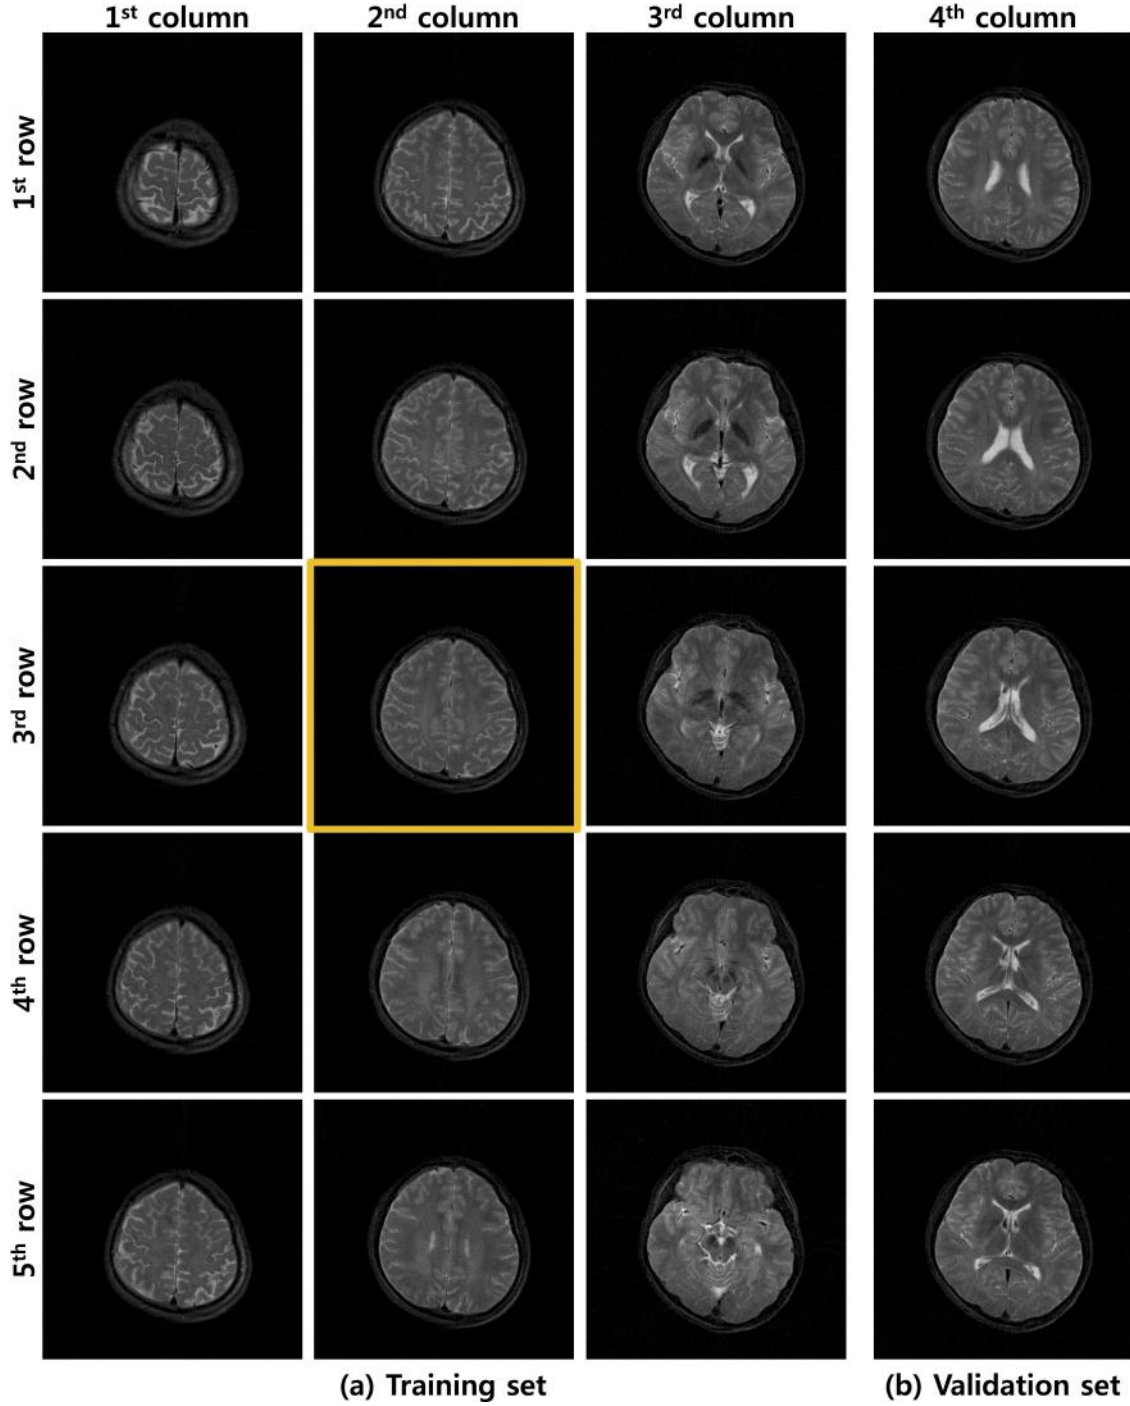 1st column 2nd column 3rd column 4th column
1st row
2nd row
3rd row
4th row
5th row
(a) Training set (b) Validation set